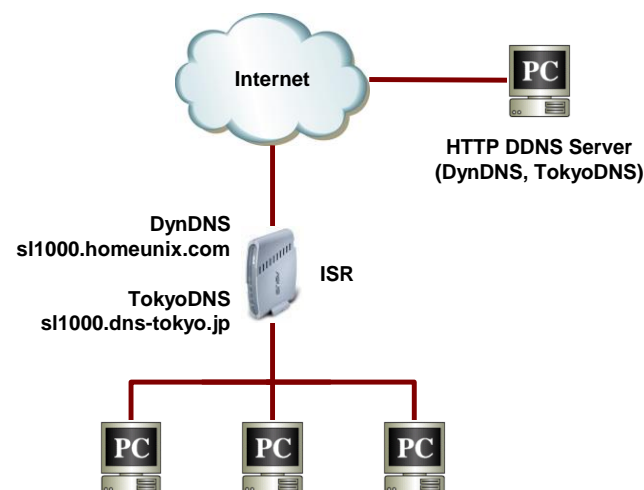 Internet
PC
HTTP DDNS Server
(DynDNS, TokyoDNS)
DynDNS
sl1000.homeunix.com
ISR
TokyoDNS
sl1000.dns-tokyo.jp
PC
PC
PC